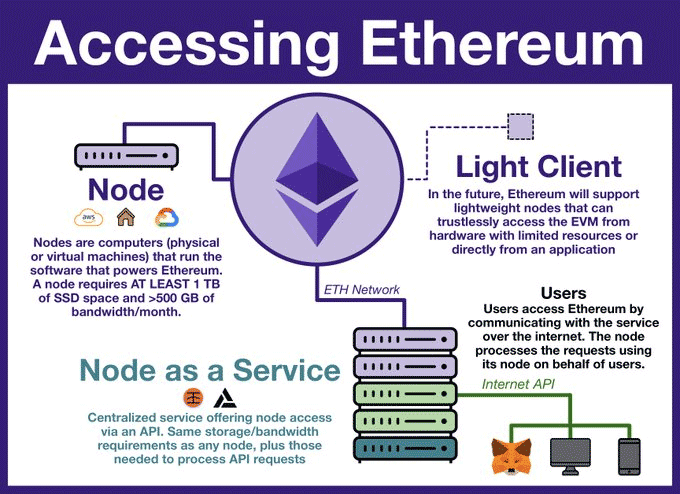 Accessing Ethereum
Node
aws
Nodes are computers (physical
or virtual machines) that run the
software that powers Ethereum.
A node requires AT LEAST 1 TB
of SSD space and >500 GB of
bandwidth/month.
Light Client
In the future, Ethereum will support
lightweight nodes that can
trustlessly access the EVM from
hardware with limited resources or
directly from an application
ETH Network
Users
Users access Ethereum by
communicating with the service
over the internet. The node
processes the requests using
its node on behalf of users.
Internet API
Node as a Service
Centralized service offering node access
via an API. Same storage/bandwidth
requirements as any node, plus those
needed to process API requests